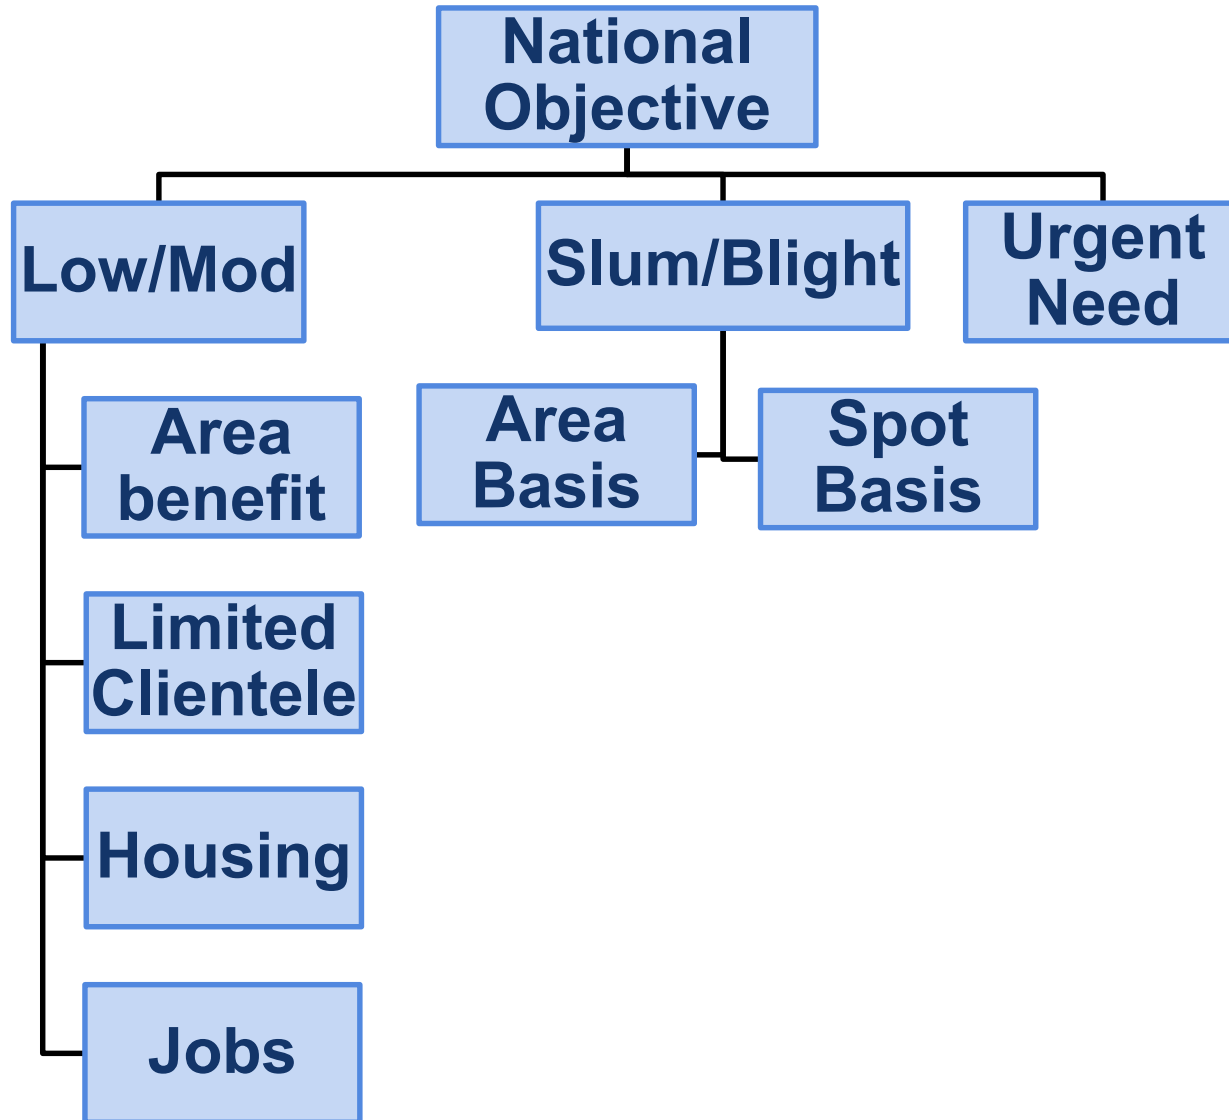 National
Objective
Low/Mod
Slum/Blight
Urgent
Need
Area
benefit
Limited
Clientele
Housing
Jobs
Area
Basis
Spot
Basis